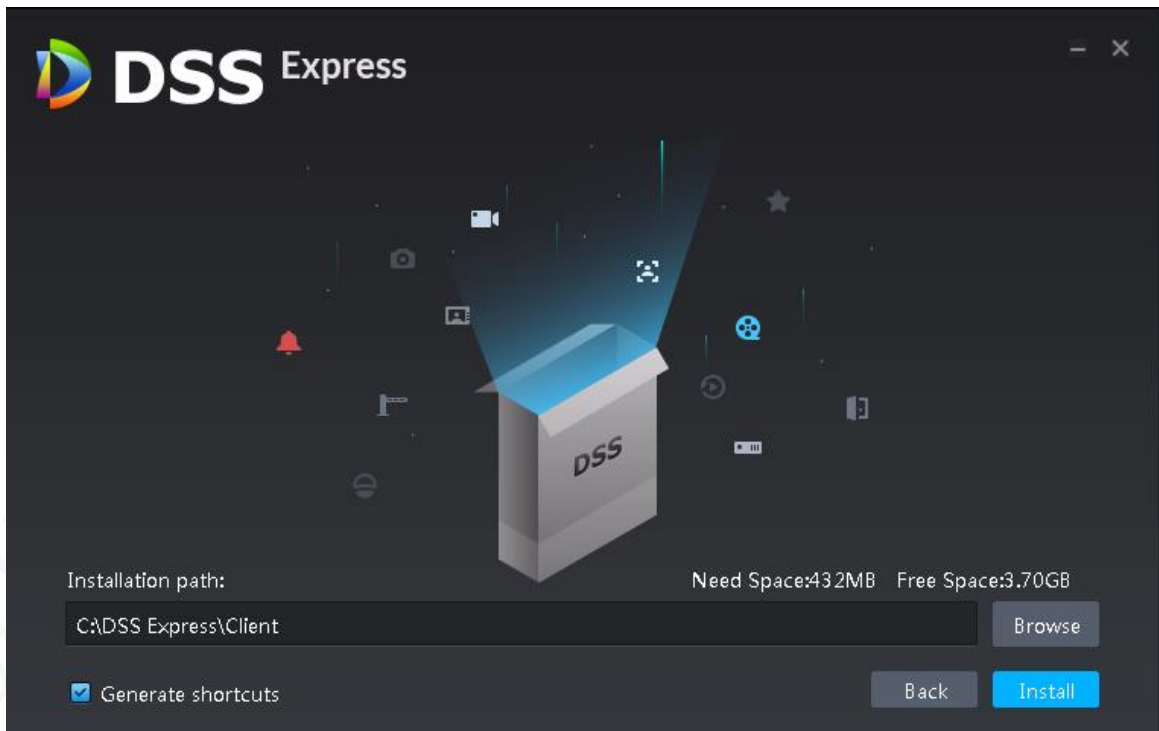 DSS Express
DSS
Installation path:
Need Space:432MB Free Space:3.70GB
C:\DSS Express\Client
Browse
Generate shortcuts
Back
Install